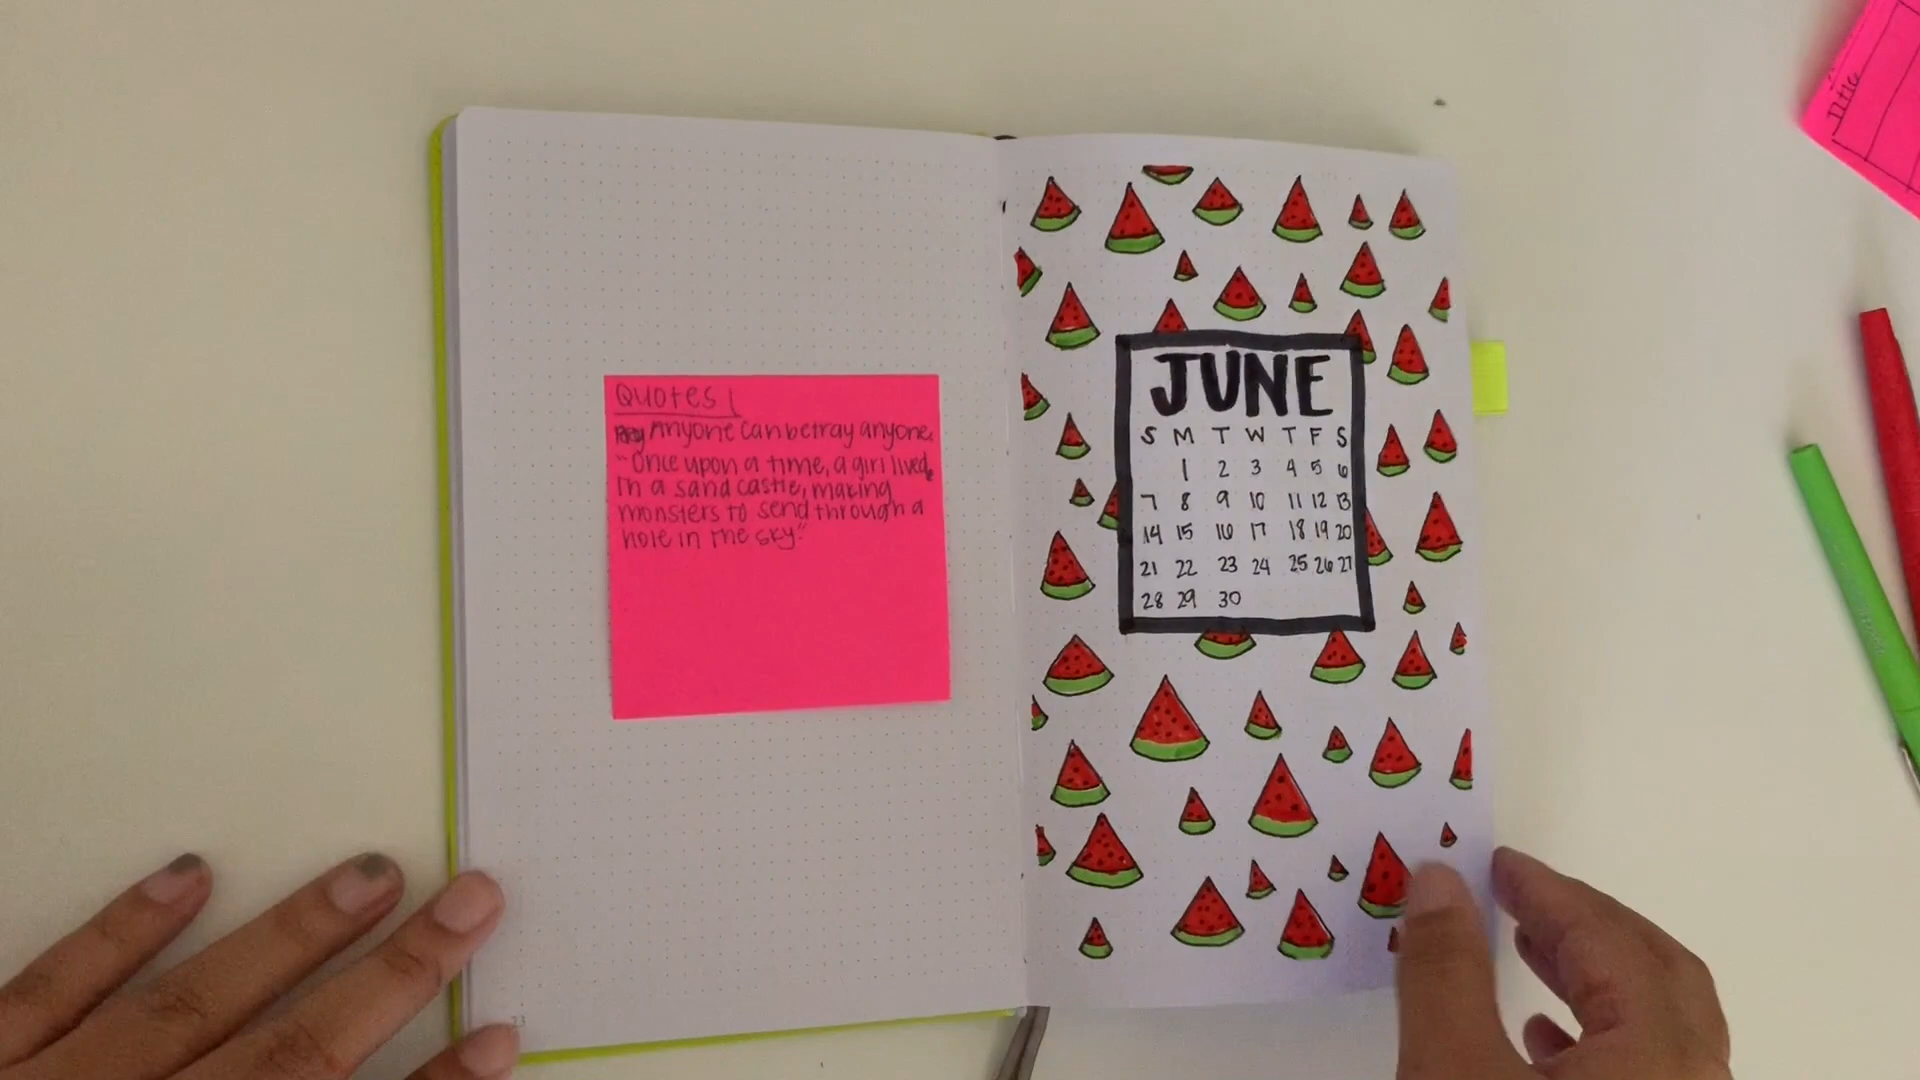 Quotes 1
Anyone can betray anyone.
"Once upon a time, a girl lived
in a sand castle, making
monsters to send through a
hole in the sky."
23
JUNE
S M T W T F S
1 2 3 4 5 6
7 8 9 10 11 12 13
14 15 16 17 18 19 20
21 22 23 24 25 26 27
28 29 30
Title